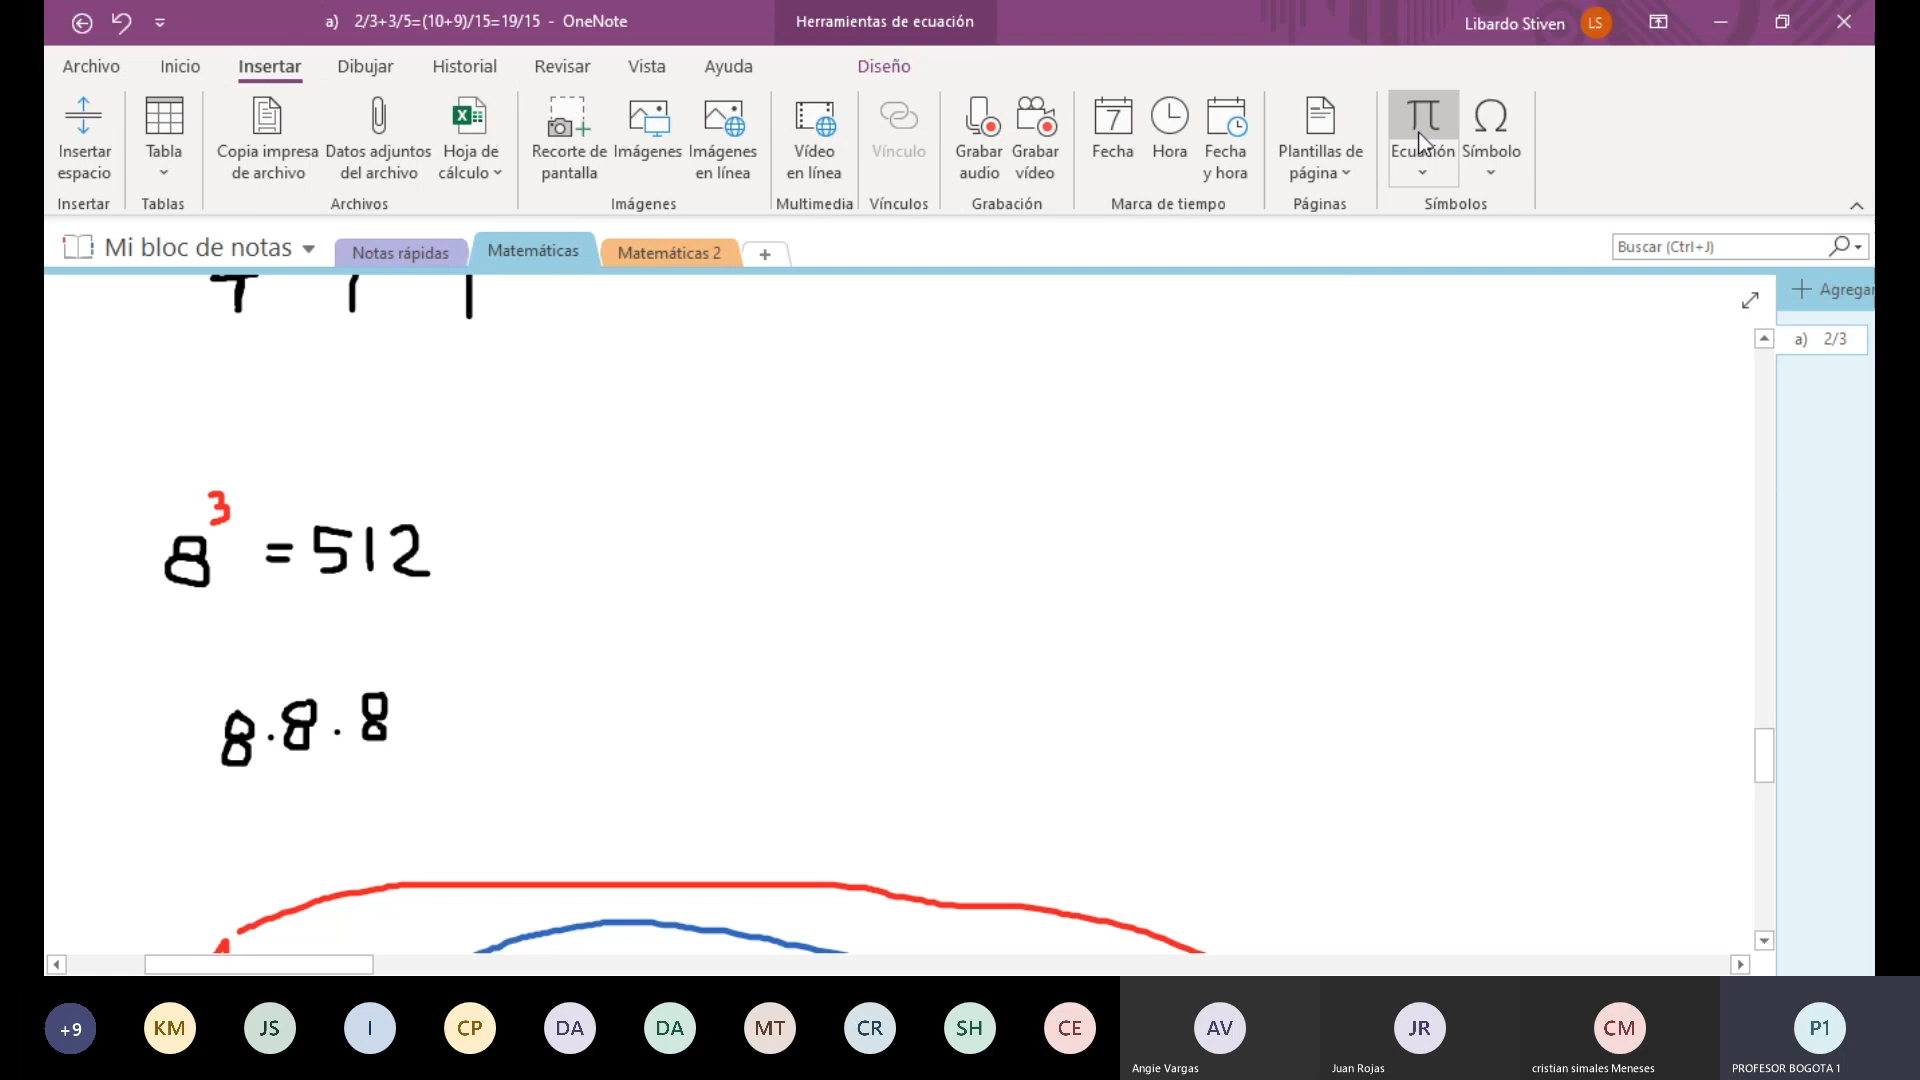 a) 2/3+3/5=(10+9)/15=19/15 - OneNote
Herramientas de ecuación
Libardo Stiven LS
Archivo Inicio Insertar Dibujar Historial Revisar Vista Ayuda Diseño
Insertar espacio
Tabla
Copia impresa de archivo
Datos adjuntos del archivo
Hoja de cálculo
Recorte de pantalla
Imágenes
Imágenes en línea
Vídeo en línea
Vínculo
Grabar audio
Grabar vídeo
7
Fecha
Hora
Fecha y hora
Plantillas de página
π
Ecuación
Ω
Símbolo
Insertar Tablas Archivos Imágenes Multimedia Vínculos Grabación Marca de tiempo Páginas Símbolos
Mi bloc de notas
Notas rápidas
Matemáticas
Matemáticas 2
+
Buscar (Ctrl+J)
Agregar
a) 2/3
8³ = 512
8.8.8
+9 KM JS I CP DA DA MT CR SH CE AV JR CM P1
Angie Vargas Juan Rojas cristian simales Meneses PROFESOR BOGOTA 1